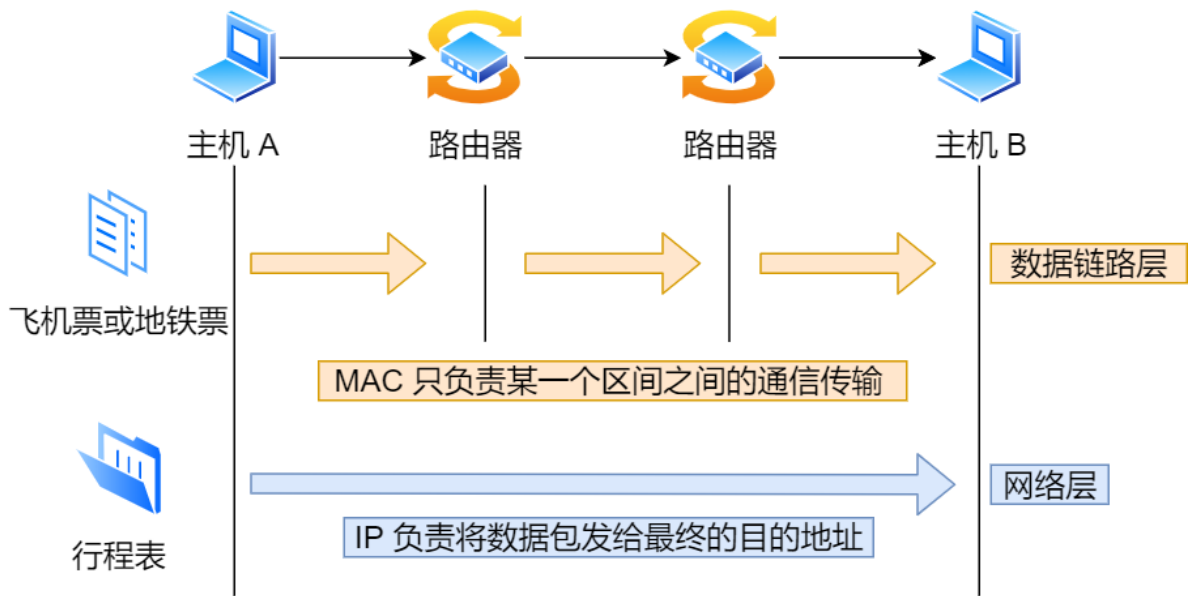 主机 A
路由器
路由器
主机 B
飞机票或地铁票
数据链路层
MAC 只负责某一个区间之间的通信传输
行程表
网络层
IP 负责将数据包发给最终的目的地址